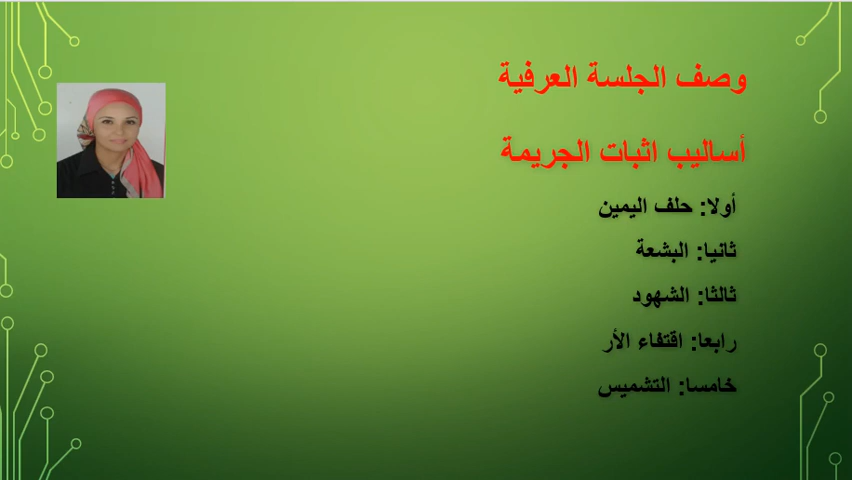 وصف الجلسة العرفية
أساليب اثبات الجريمة
أولا: حلف اليمين
ثانيا: البشعة
ثالثا: الشهود
رابعا: اقتفاء الأر
خامسا: التشميس